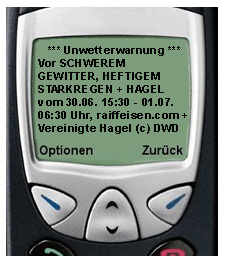 *** Unwetterwarnung ***
Vor SCHWEREM
GEWITTER, HEFTIGEM
STARKREGEN + HAGEL
vom 30.06. 15:30 - 01.07.
06:30 Uhr, raiffeisen.com +
Vereinigte Hagel (c) DWD
Optionen Zurück